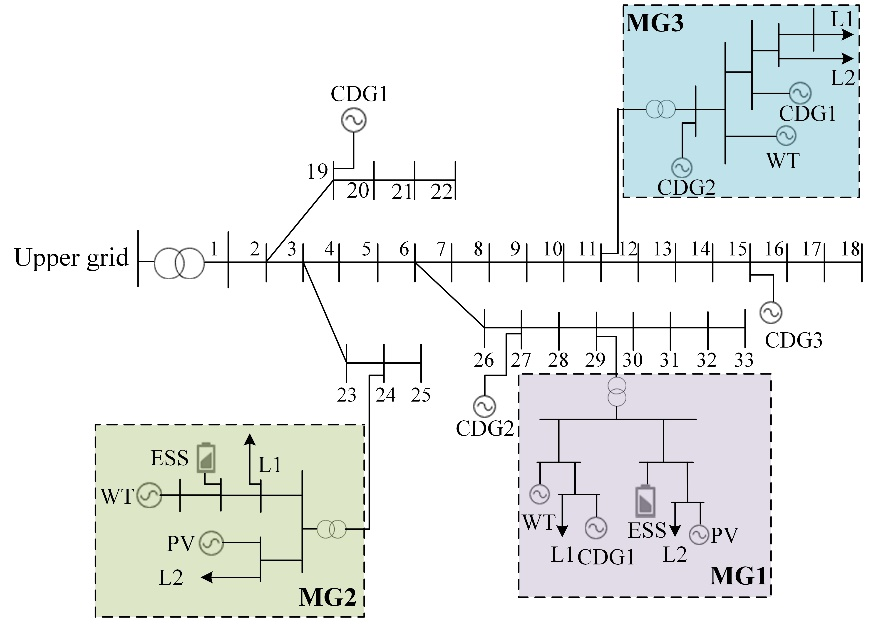 MG3
L1
L2
CDG1
WT
CDG2
CDG1
19
20 21 22
Upper grid
1 2 3 4 5 6 7 8 9 10 11 12 13 14 15 16 17 18
CDG3
26 27 28 29 30 31 32 33
23 24 25
CDG2
ESS
L1
WT
PV
L2
MG2
WT
L1
CDG1
ESS
L2
PV
MG1